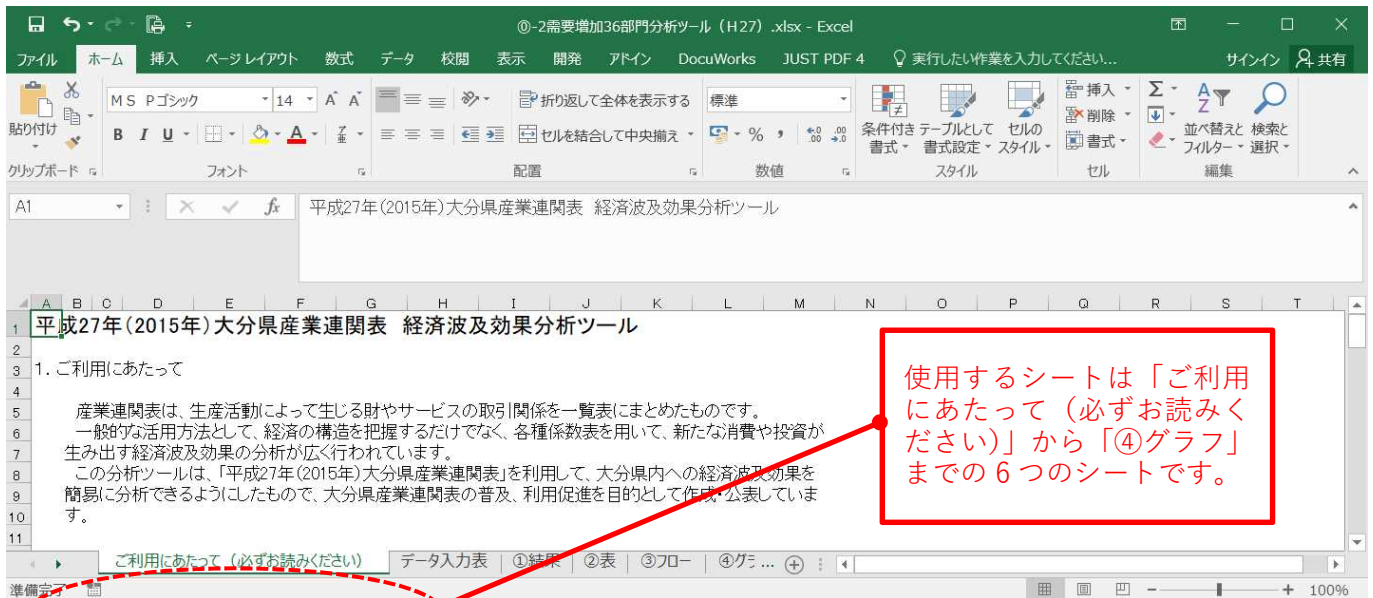 ⓪-2需要増加36部門分析ツール（H27）.xlsx - Excel
ファイル ホーム 挿入 ページ レイアウト 数式 データ 校閲 表示 開発 アドイン DocuWorks JUST PDF 4 実行したい作業を入力してください... サインイン 共有
貼り付け
クリップボード
ＭＳ Ｐゴシック 14
B I U
フォント
折り返して全体を表示する
セルを結合して中央揃え
配置
標準
数値
条件付き書式
テーブルとして書式設定
セルのスタイル
スタイル
挿入
削除
書式
セル
並べ替えとフィルター
検索と選択
編集
A1 fx 平成27年(2015年)大分県産業連関表 経済波及効果分析ツール
A B C D E F G H I J K L M N O P Q R S T
1 平成27年(2015年)大分県産業連関表 経済波及効果分析ツール
2
3 1. ご利用にあたって
4
5 産業連関表は、生産活動によって生じる財やサービスの取引関係を一覧表にまとめたものです。
6 一般的な活用方法として、経済の構造を把握するだけでなく、各種係数表を用いて、新たな消費や投資が
7 生み出す経済波及効果の分析が広く行われています。
8 この分析ツールは、「平成27年(2015年)大分県産業連関表」を利用して、大分県内への経済波及効果を
9 簡易に分析できるようにしたもので、大分県産業連関表の普及、利用促進を目的として作成・公表していま
10 す。
11
使用するシートは「ご利用
にあたって（必ずお読みく
ださい）」から「④グラフ」
までの６つのシートです。
ご利用にあたって（必ずお読みください） データ入力表 ①結果 ②表 ③フロー ④グラ ...
準備完了 100%